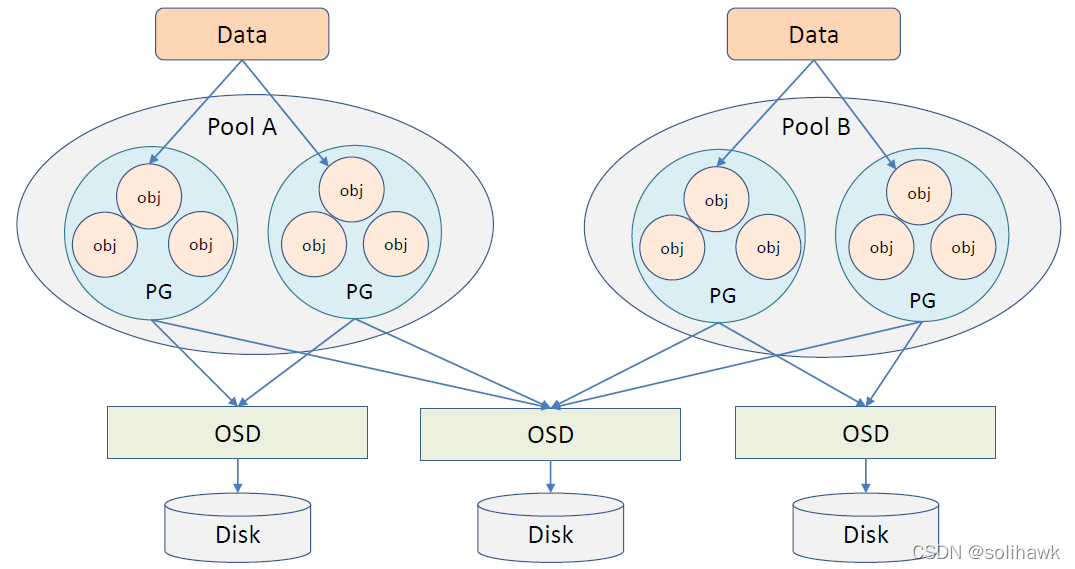 Data
Data
Pool A
Pool B
obj
obj
obj
obj
obj
obj
obj
obj
obj
obj
obj
obj
PG
PG
PG
PG
OSD
OSD
OSD
Disk
Disk
Disk
CSDN @solihawk